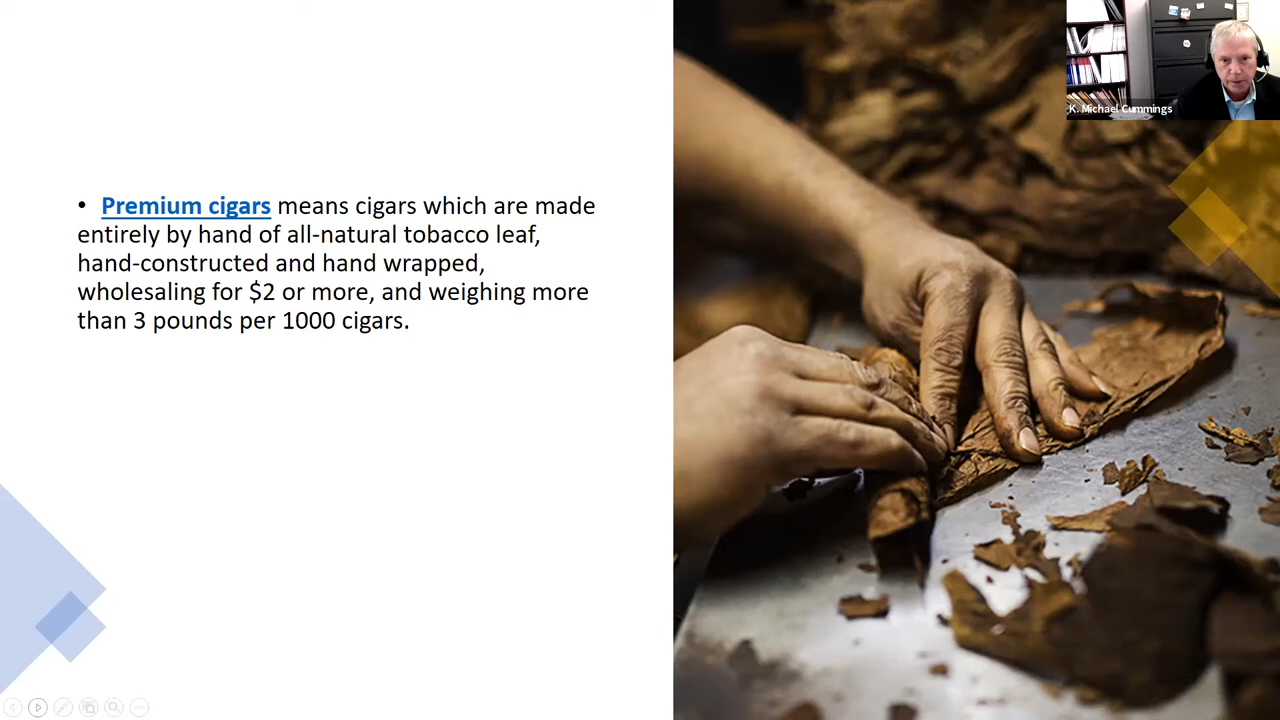 • Premium cigars means cigars which are made
entirely by hand of all-natural tobacco leaf,
hand-constructed and hand wrapped,
wholesaling for $2 or more, and weighing more
than 3 pounds per 1000 cigars.
K. Michael Cummings